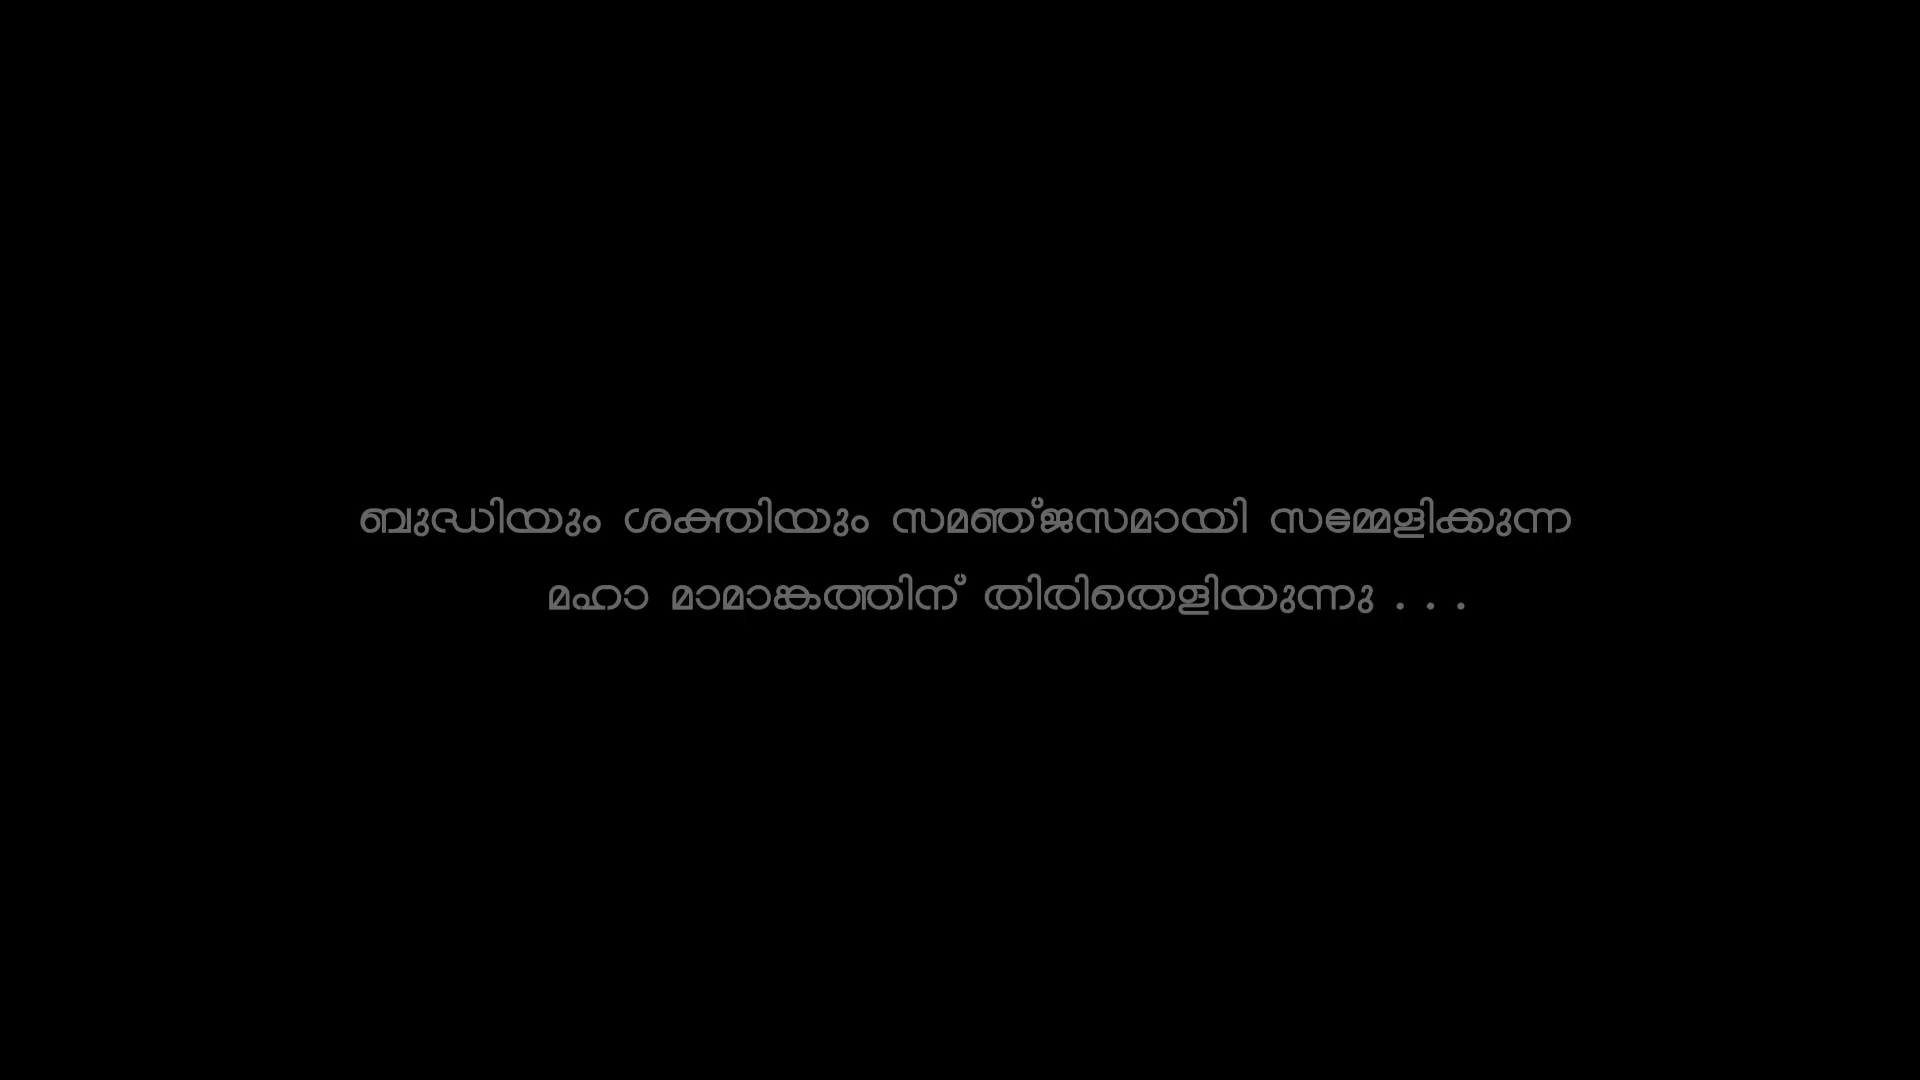 ബുദ്ധിയും ശക്തിയും സമഞ്ജസമായി സമ്മേളിക്കുന്ന
മഹാ മാമാങ്കത്തിന് തിരിതെളിയുന്നു . . .